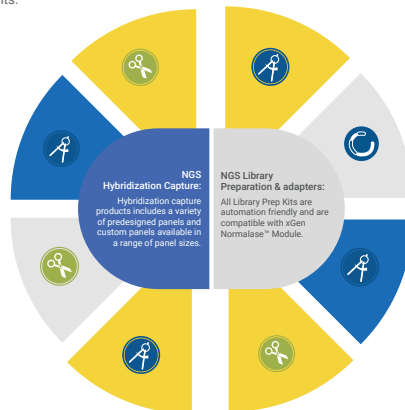 its.
NGS
Hybridization Capture:
Hybridization capture
products includes a variety
of predesigned panels and
custom panels available in
a range of panel sizes.
NGS Library
Preparation & adapters:
All Library Prep Kits are
automation friendly and are
compatible with xGen
Normalase™ Module.